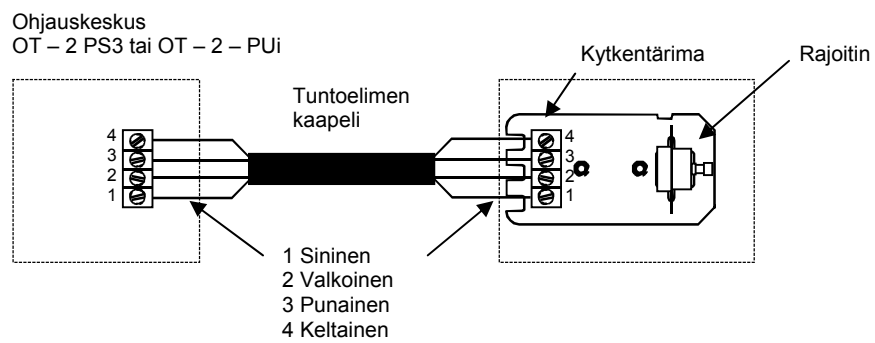 Ohjauskeskus
OT – 2 PS3 tai OT – 2 – PUi
Kytkentärima
Rajoitin
Tuntoelimen
kaapeli
4
3
2
1
4
3
2
1
1 Sininen
2 Valkoinen
3 Punainen
4 Keltainen